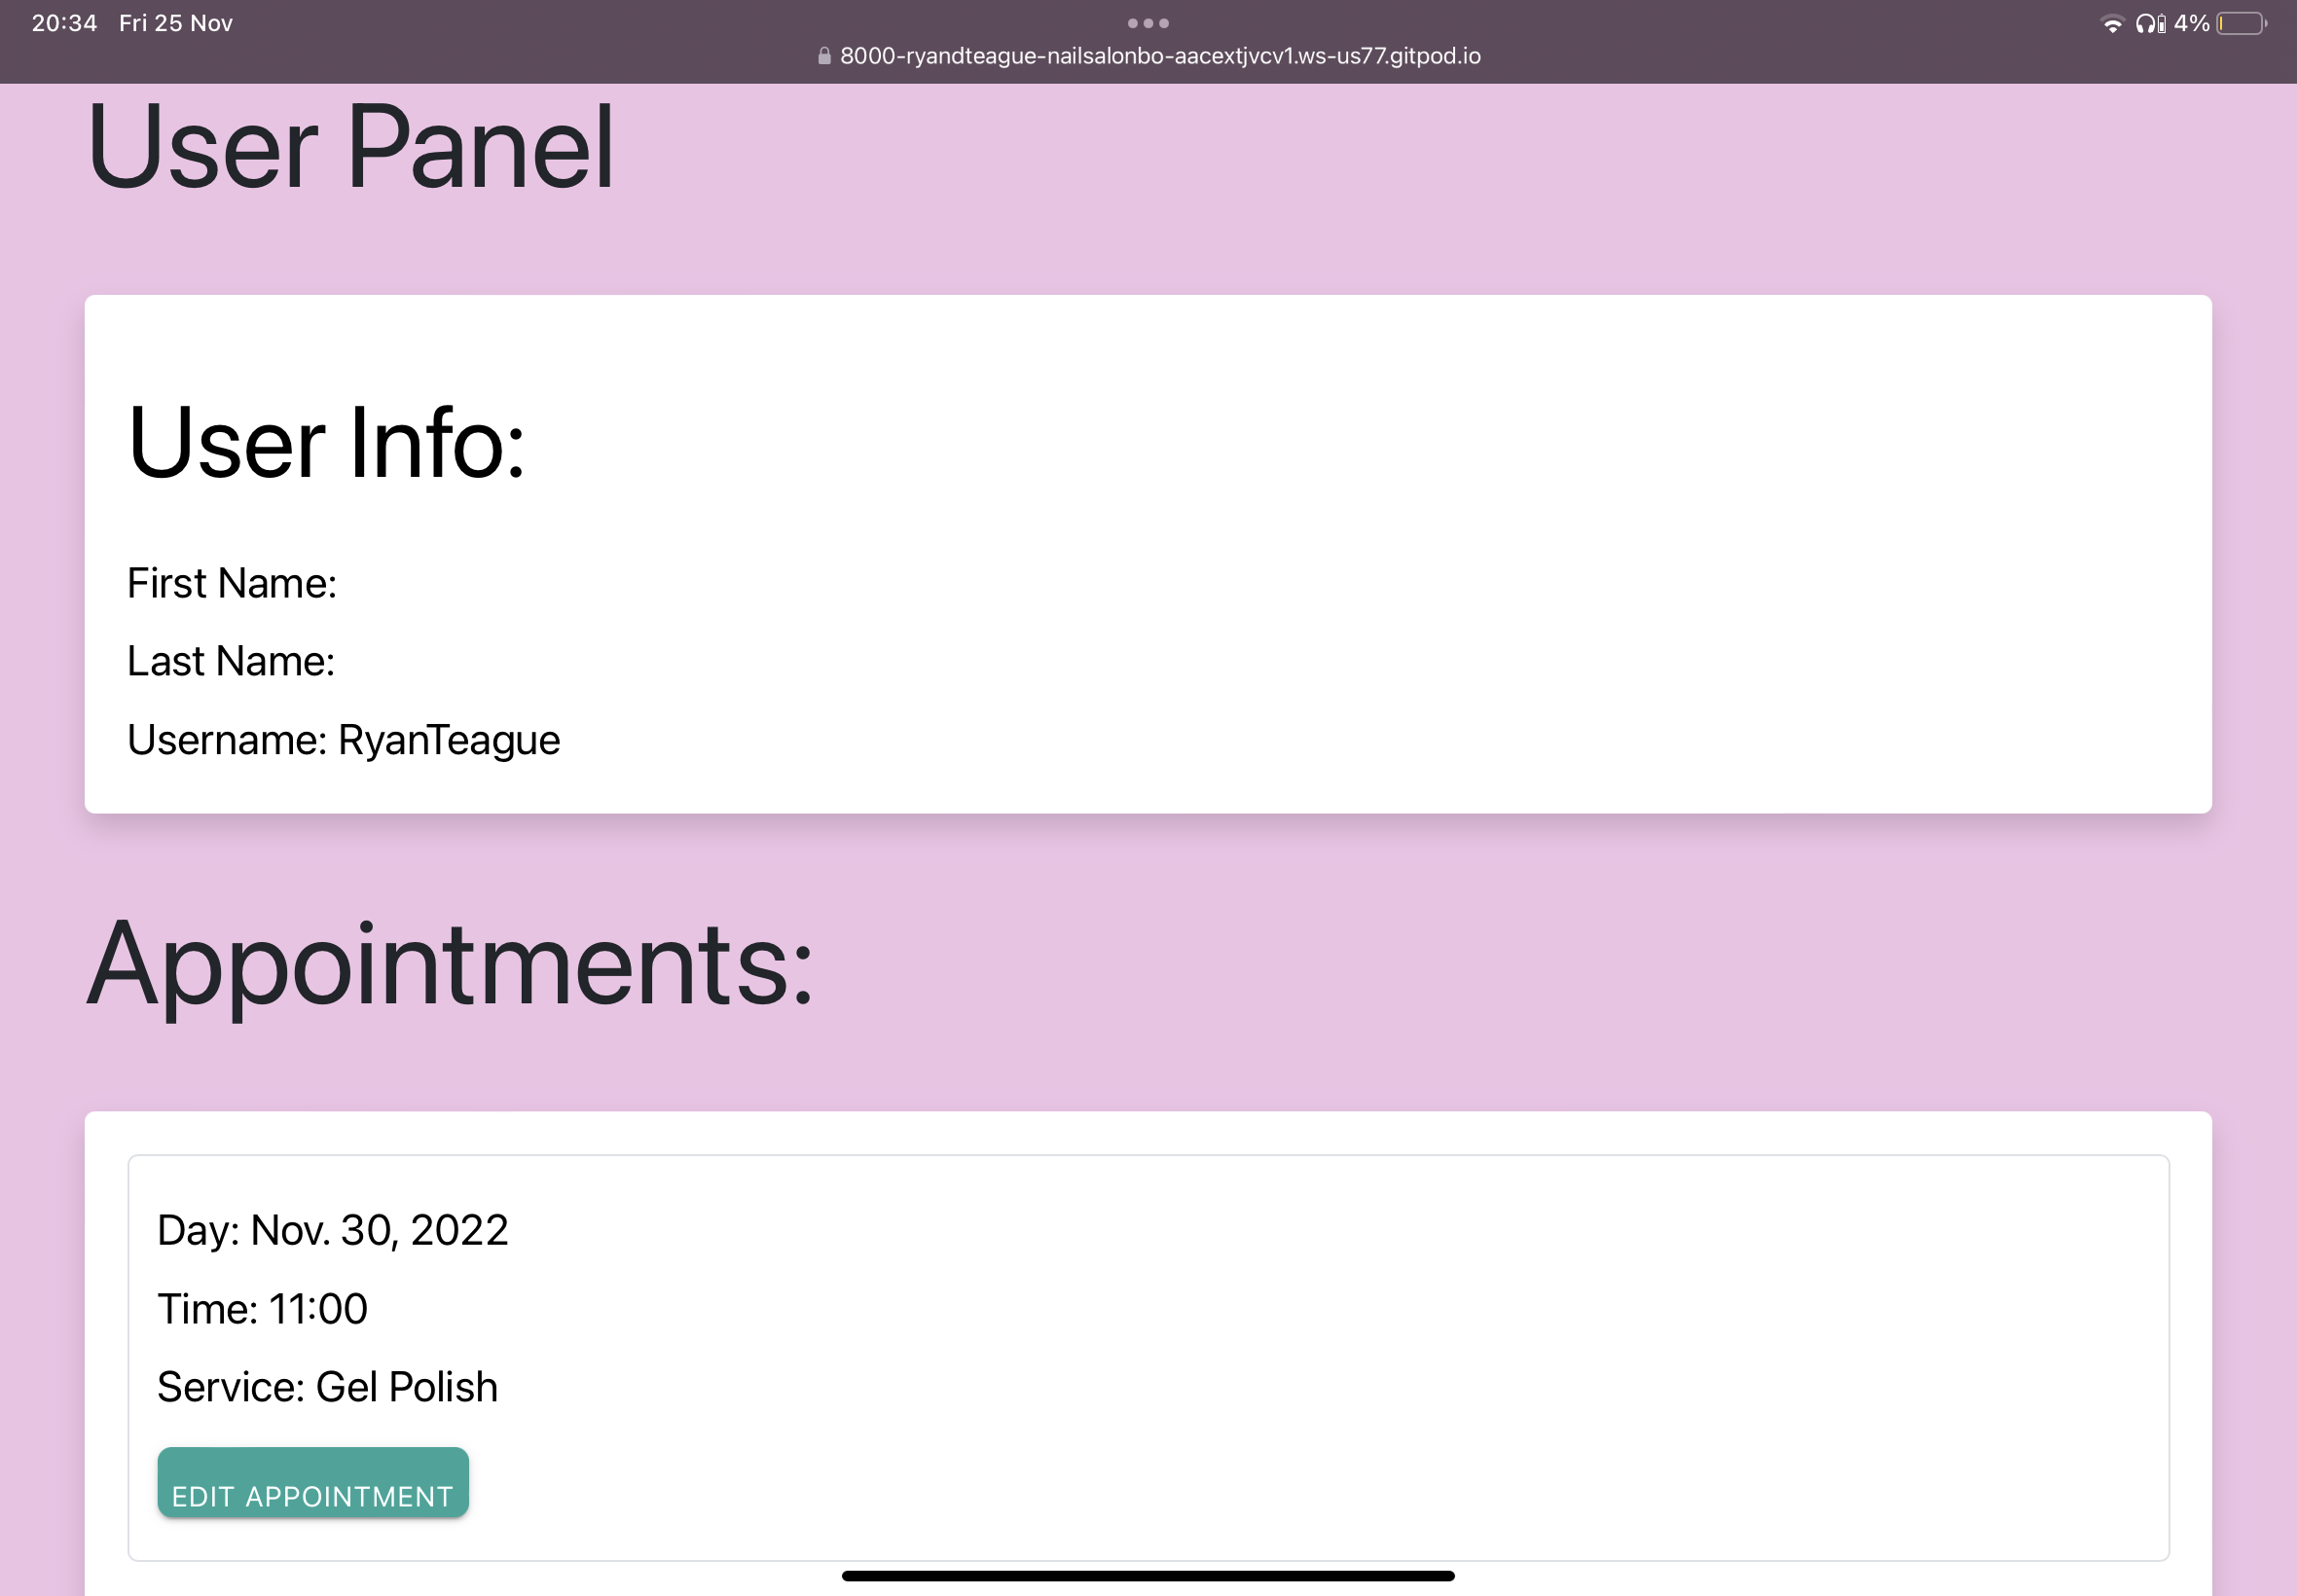 20:34 Fri 25 Nov
4%
8000-ryandteague-nailsalonbo-aacextjvcv1.ws-us77.gitpod.io
User Panel
User Info:
First Name:
Last Name:
Username: RyanTeague
Appointments:
Day: Nov. 30, 2022
Time: 11:00
Service: Gel Polish
EDIT APPOINTMENT